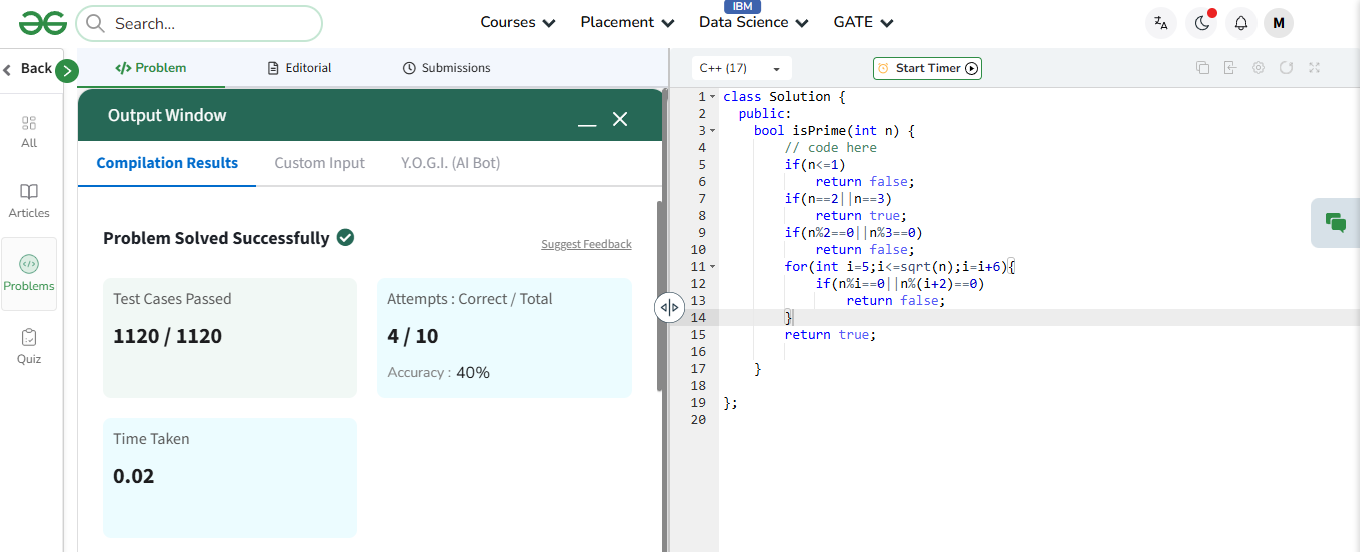 Search...
Courses
Placement
IBM
Data Science
GATE
M
Back
Problem
Editorial
Submissions
C++ (17)
Start Timer
All
Articles
Problems
Quiz
Output Window
Compilation Results
Custom Input
Y.O.G.I. (AI Bot)
Problem Solved Successfully
Suggest Feedback
Test Cases Passed
1120 / 1120
Attempts : Correct / Total
4 / 10
Accuracy : 40%
Time Taken
0.02
1 class Solution {
2 public:
3 bool isPrime(int n) {
4 // code here
5 if(n<=1)
6 return false;
7 if(n==2||n==3)
8 return true;
9 if(n%2==0||n%3==0)
10 return false;
11 for(int i=5;i<=sqrt(n);i=i+6){
12 if(n%i==0||n%(i+2)==0)
13 return false;
14 }
15 return true;
16
17 }
18
19 };
20